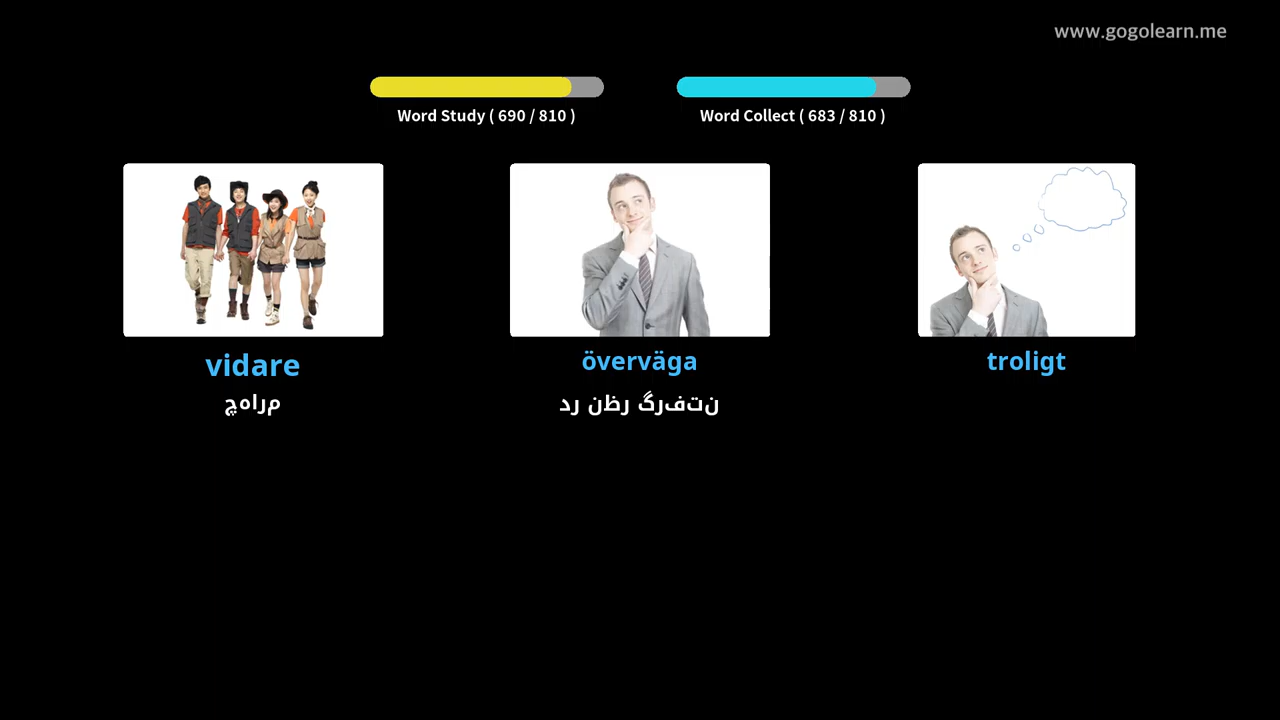 www.gogolearn.me
Word Study ( 690 / 810 )
Word Collect ( 683 / 810 )
vidare
چهارم
överväga
در نظر گرفتن
troligt